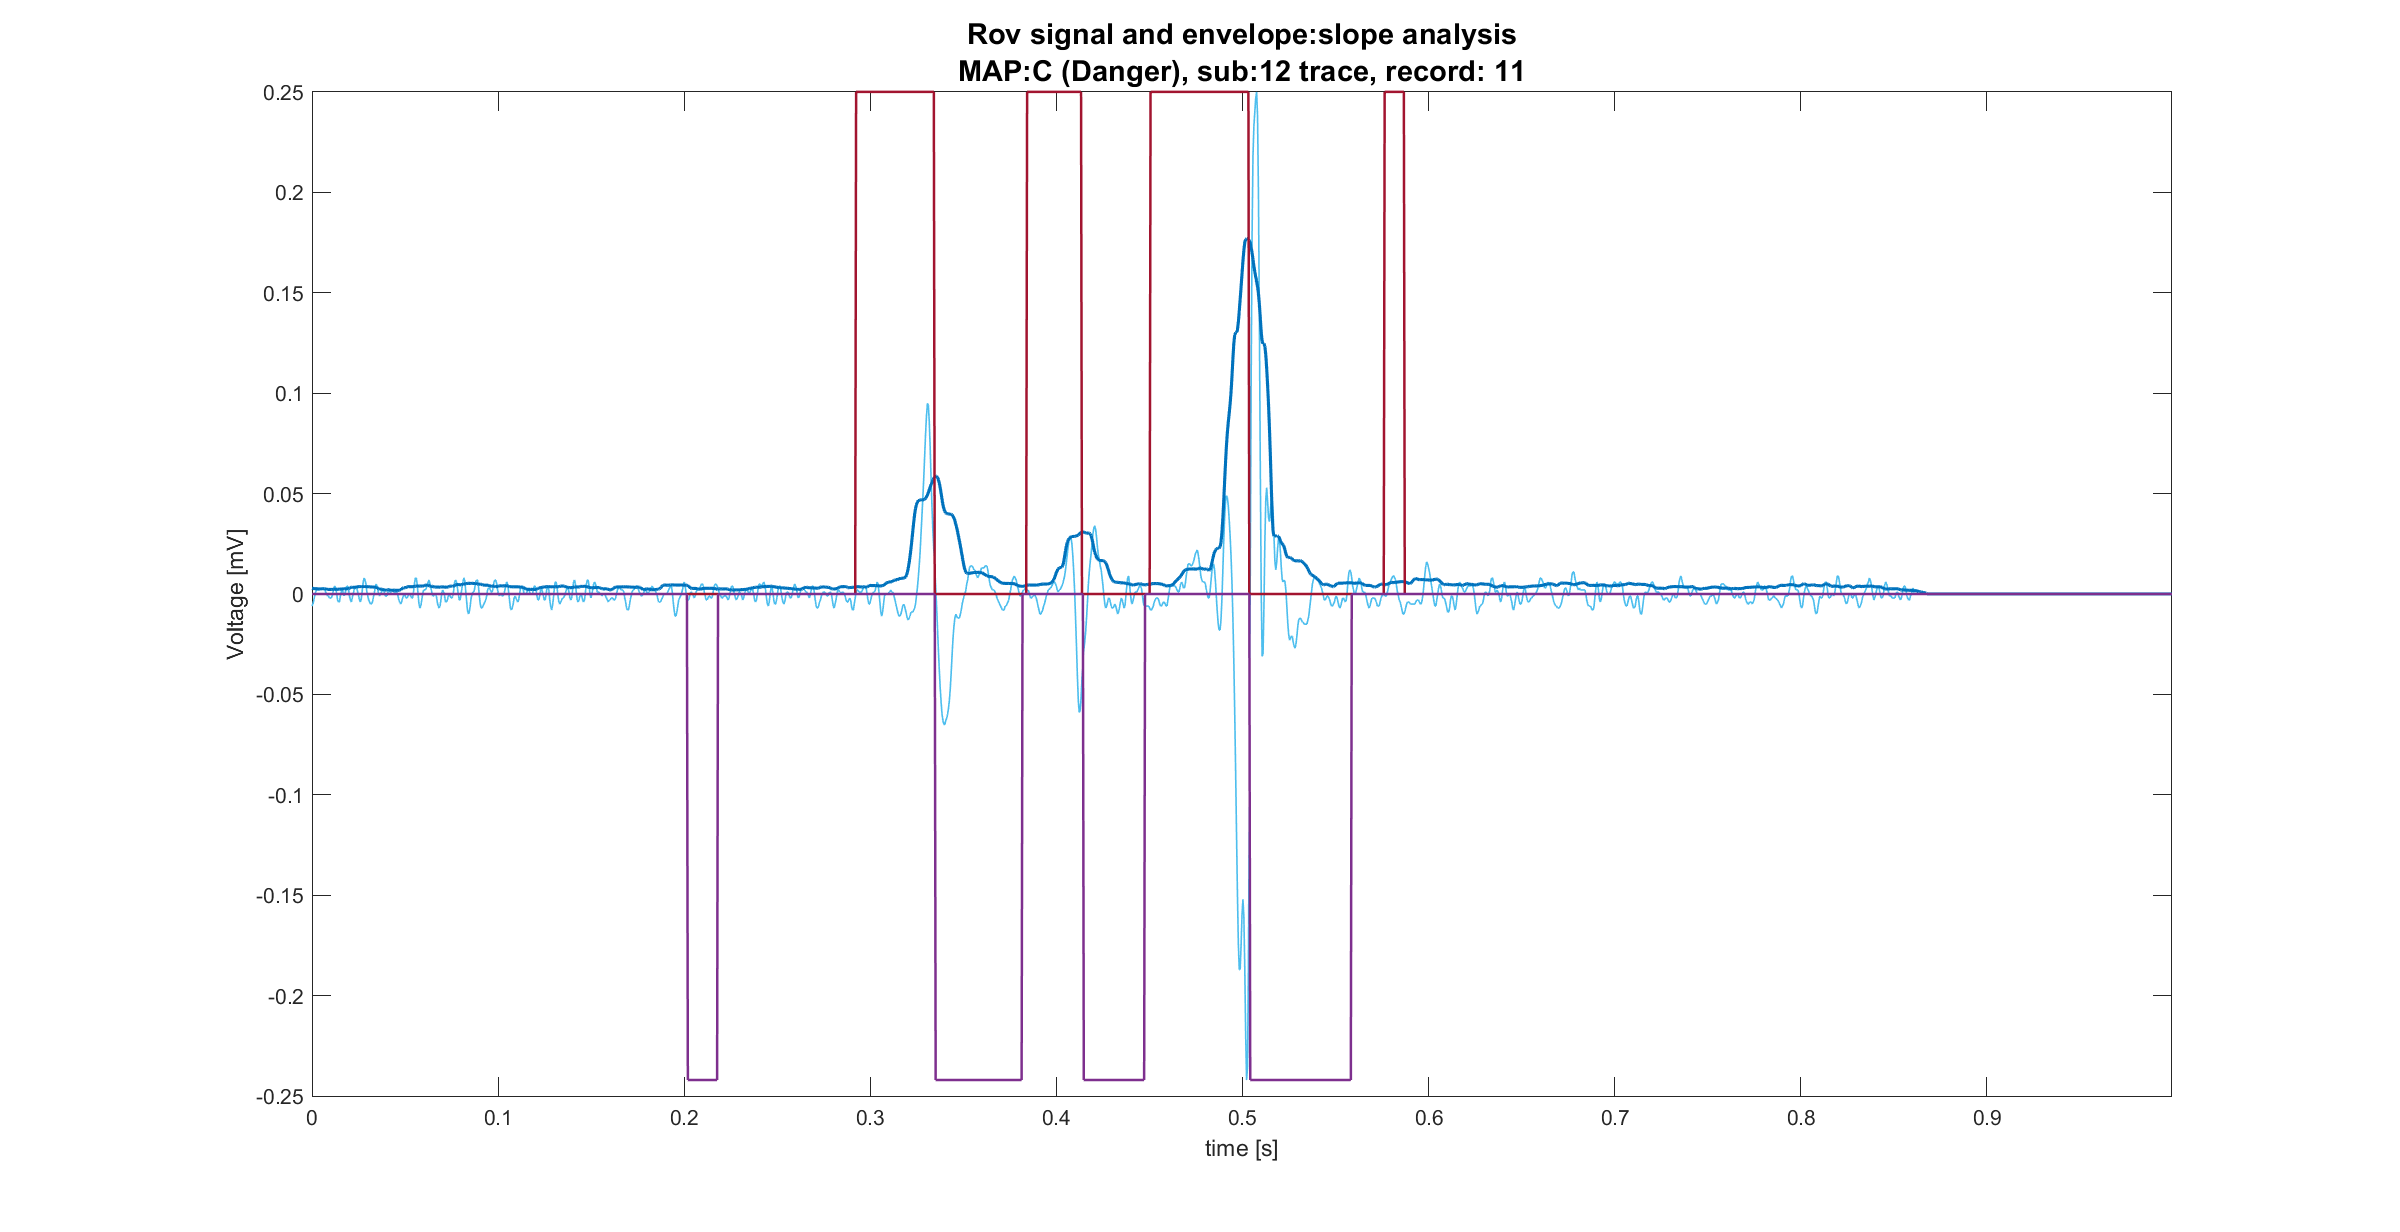 Rov signal and envelope:slope analysis
MAP:C (Danger), sub:12 trace, record: 11
0.25
0.2
0.15
0.1
0.05
0
-0.05
-0.1
-0.15
-0.2
-0.25
Voltage [mV]
0 0.1 0.2 0.3 0.4 0.5 0.6 0.7 0.8 0.9
time [s]